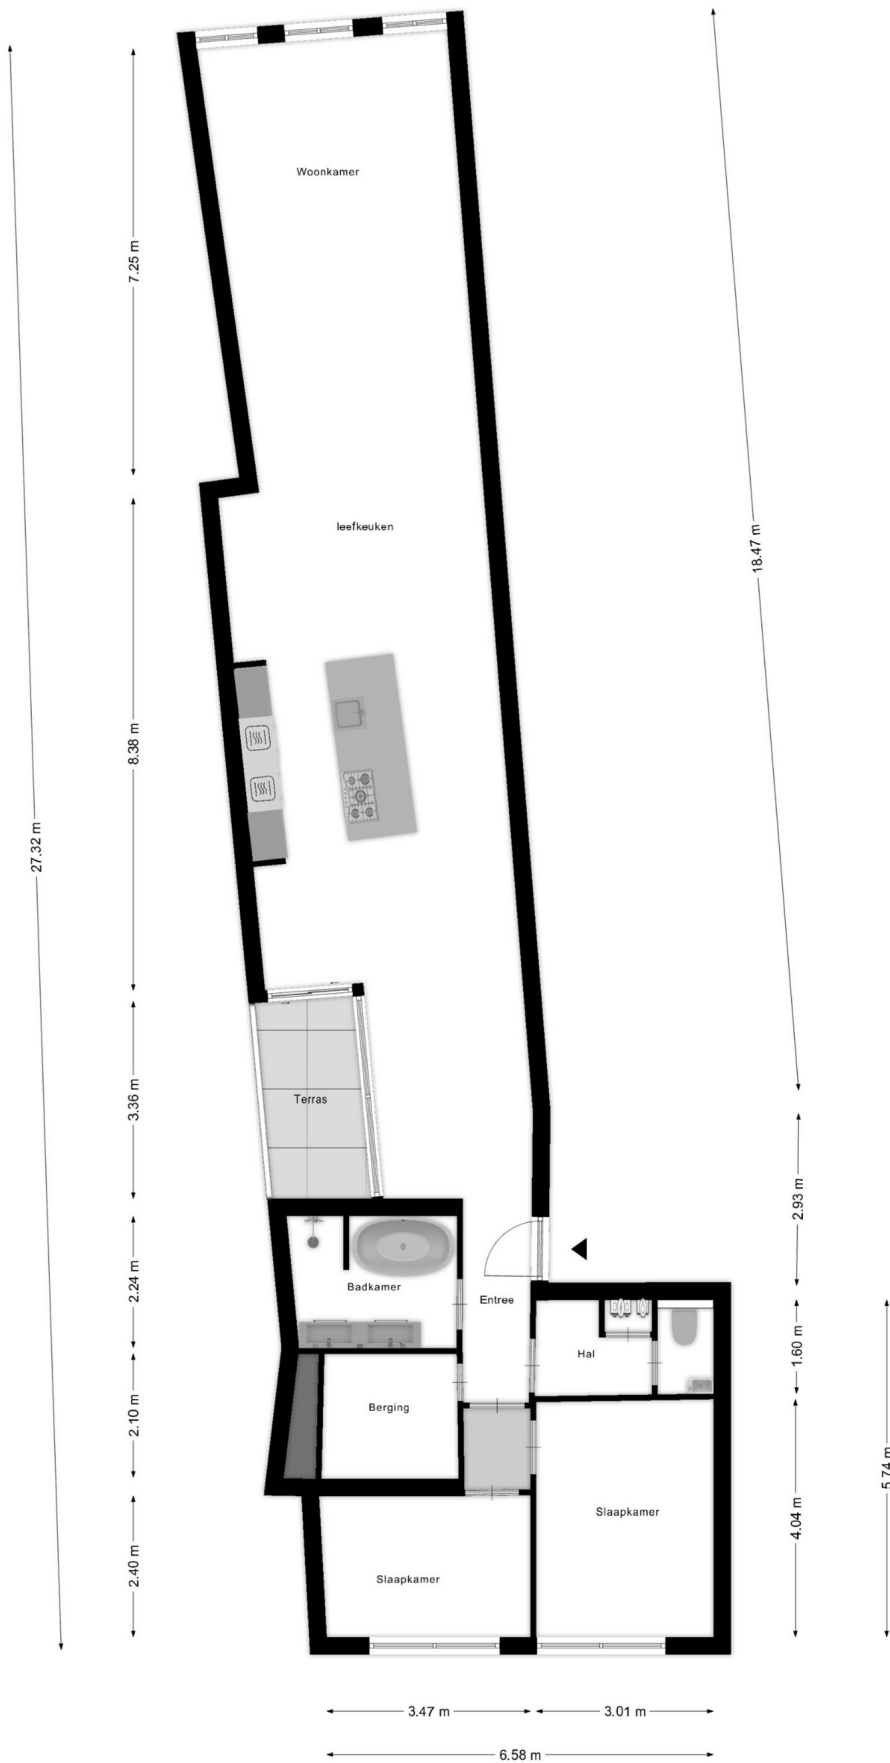 Woonkamer
7.25 m
18.47 m
leefkeuken
8.38 m
27.32 m
Terras
3.36 m
2.93 m
Badkamer
2.24 m
Entree
Hal
1.60 m
Berging
2.10 m
5.74 m
Slaapkamer
4.04 m
Slaapkamer
2.40 m
3.47 m
3.01 m
6.58 m